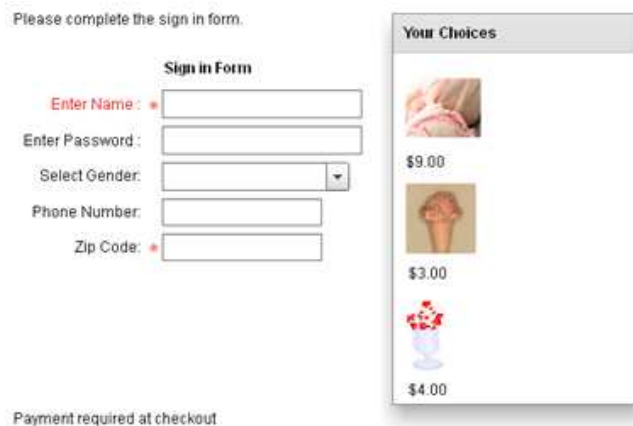 Please complete the sign in form.
Sign in Form
Enter Name : *
Enter Password :
Select Gender:
Phone Number:
Zip Code: *
Your Choices
$9.00
$3.00
$4.00
Payment required at checkout